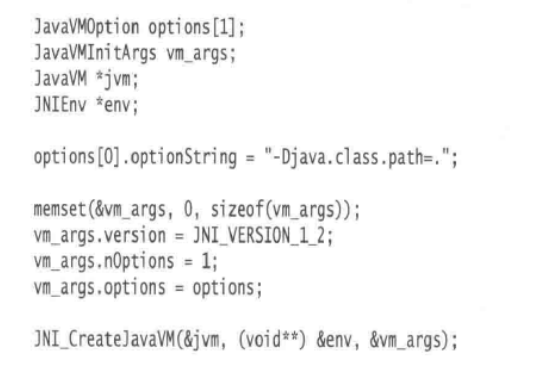 JavaVMOption options[1];
JavaVMInitArgs vm_args;
JavaVM *jvm;
JNIEnv *env;

options[0].optionString = "-Djava.class.path=.";

memset(&vm_args, 0, sizeof(vm_args));
vm_args.version = JNI_VERSION_1_2;
vm_args.nOptions = 1;
vm_args.options = options;

JNI_CreateJavaVM(&jvm, (void**) &env, &vm_args);